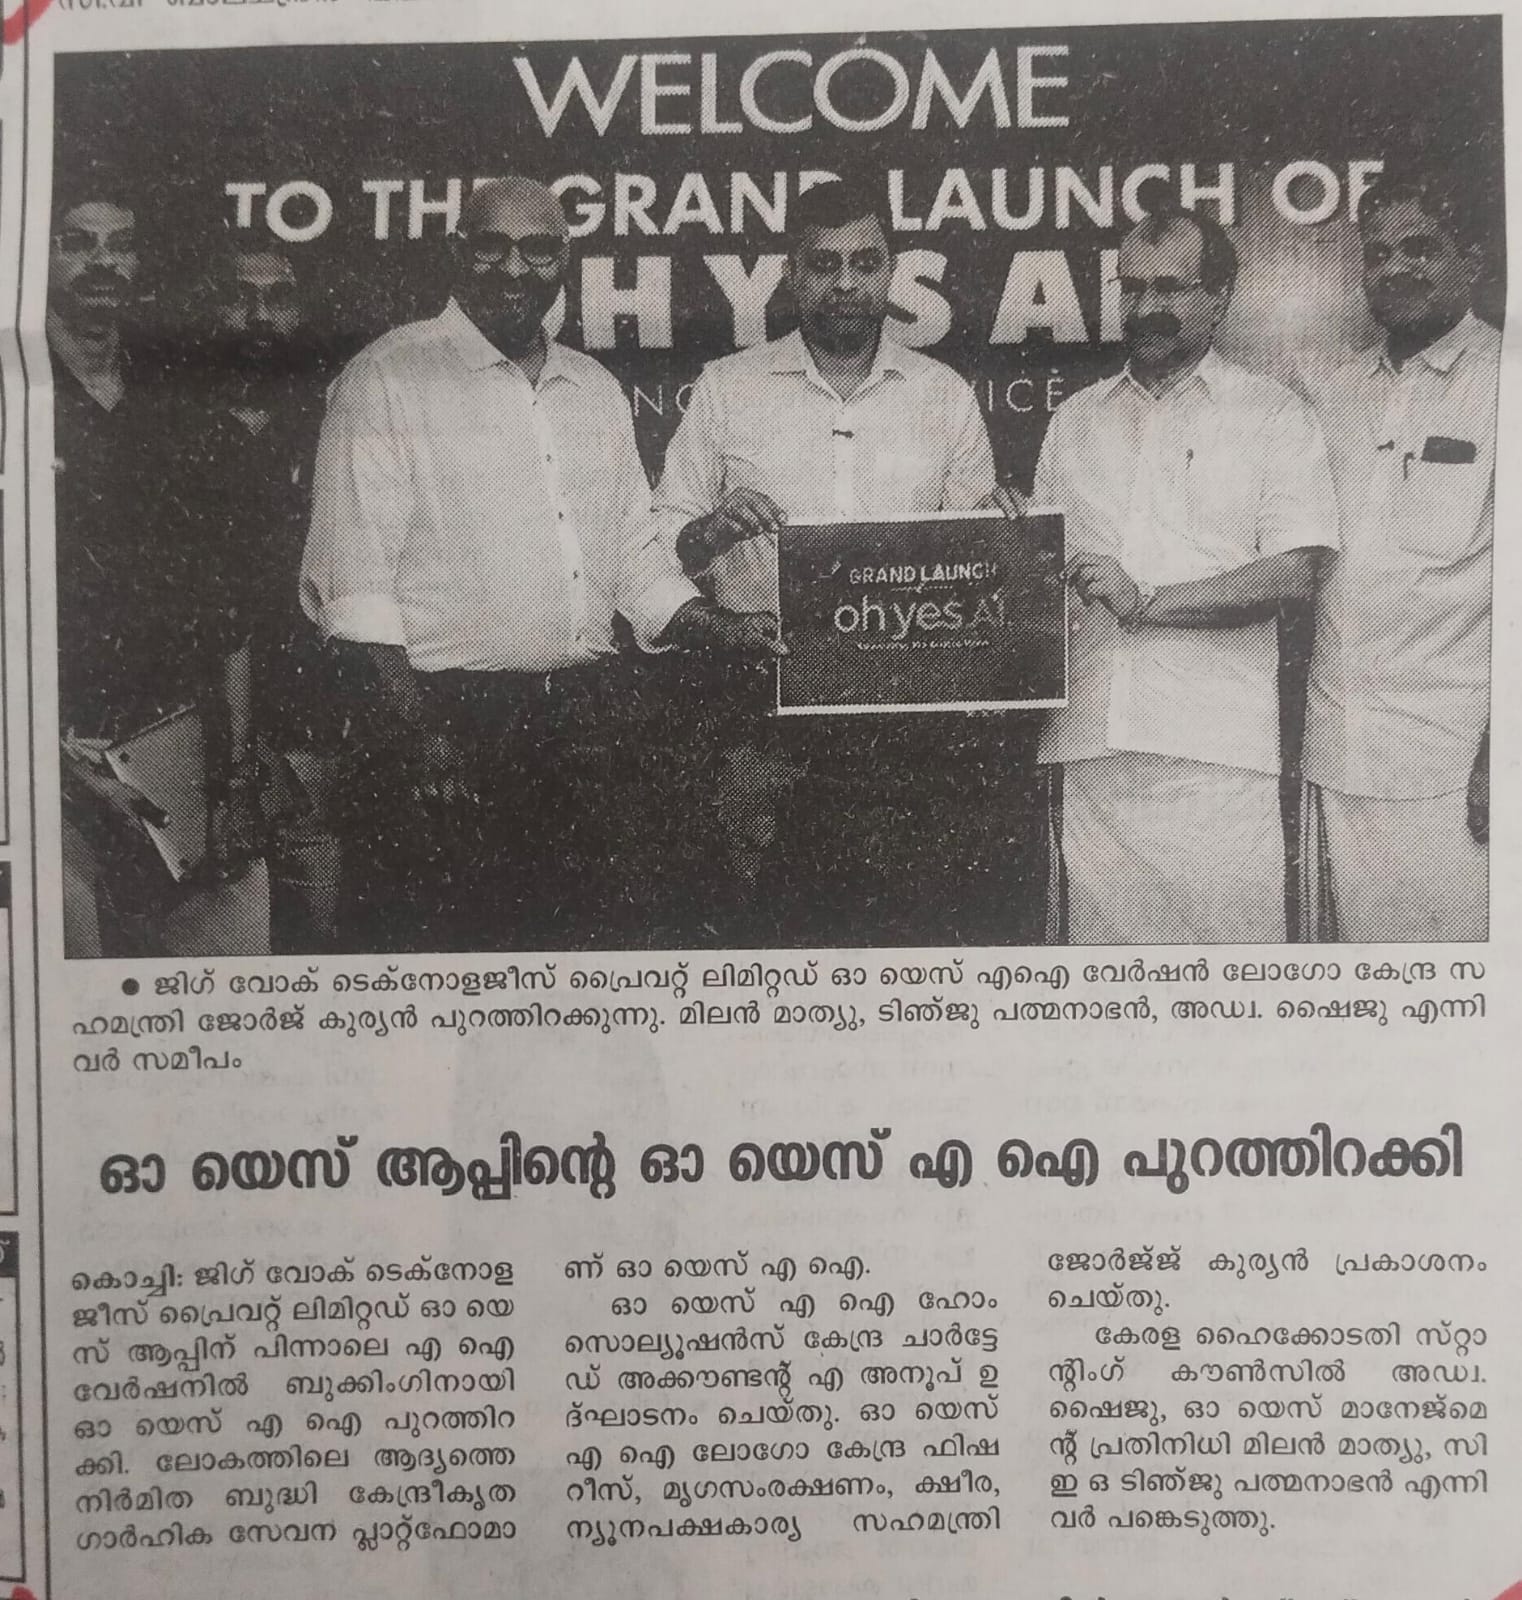 WELCOME
TO THE GRAND LAUNCH OF
OH YES AI
GRAND LAUNCH
oh yes AI
● ജിഗ് വോക് ടെക്നോളജീസ് പ്രൈവറ്റ് ലിമിറ്റഡ് ഓ യെസ് എഐ വേർഷൻ ലോഗോ കേന്ദ്ര സ
ഹമന്ത്രി ജോർജ് കുര്യൻ പുറത്തിറക്കുന്നു. മിലൻ മാത്യു, ടിഞ്ജു പത്മനാഭൻ, അഡ്വ. ഷൈജു എന്നി
വർ സമീപം
ഓ യെസ് ആപ്പിന്റെ ഓ യെസ് എ ഐ പുറത്തിറക്കി
കൊച്ചി: ജിഗ് വോക് ടെക്നോള
ജീസ് പ്രൈവറ്റ് ലിമിറ്റഡ് ഓ യെ
സ് ആപ്പിന് പിന്നാലെ എ ഐ
വേർഷനിൽ ബുക്കിംഗിനായി
ഓ യെസ് എ ഐ പുറത്തിറ
ക്കി. ലോകത്തിലെ ആദ്യത്തെ
നിർമിത ബുദ്ധി കേന്ദ്രീകൃത
ഗാർഹിക സേവന പ്ലാറ്റ്ഫോമാ
ണ് ഓ യെസ് എ ഐ.
ഓ യെസ് എ ഐ ഹോം
സൊല്യൂഷൻസ് കേന്ദ്ര ചാർട്ടേ
ഡ് അക്കൗണ്ടന്റ് എ അനൂപ് ഉ
ദ്ഘാടനം ചെയ്തു. ഓ യെസ്
എ ഐ ലോഗോ കേന്ദ്ര ഫിഷ
റീസ്, മൃഗസംരക്ഷണം, ക്ഷീര,
ന്യൂനപക്ഷകാര്യ സഹമന്ത്രി
ജോർജ്ജ് കുര്യൻ പ്രകാശനം
ചെയ്തു.
കേരള ഹൈക്കോടതി സ്റ്റാ
ന്റിംഗ് കൗൺസിൽ അഡ്വ.
ഷൈജു, ഓ യെസ് മാനേജ്മെ
ന്റ് പ്രതിനിധി മിലൻ മാത്യു, സി
ഇ ഒ ടിഞ്ജു പത്മനാഭൻ എന്നി
വർ പങ്കെടുത്തു.